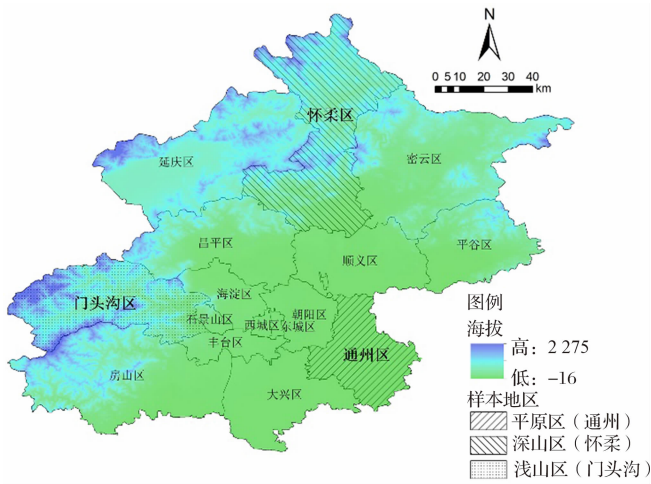 N
0 5 10 20 30 40
km
怀柔区
延庆区
密云区
昌平区
顺义区
平谷区
门头沟区
海淀区
朝阳区
石景山区
西城区
东城区
丰台区
通州区
房山区
大兴区
图例
海拔
高：2 275
低：-16
样本地区
平原区（通州）
深山区（怀柔）
浅山区（门头沟）